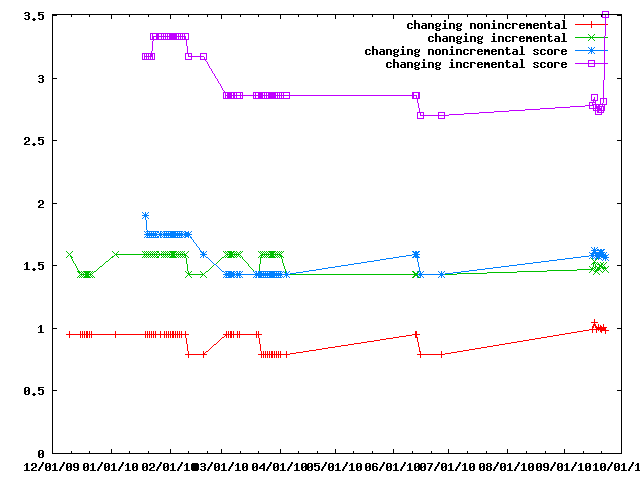 3.5
changing nonincremental
changing incremental
changing nonincremental score
changing incremental score
3
2.5
2
1.5
1
0.5
0
12/01/09 01/01/10 02/01/10 03/01/10 04/01/10 05/01/10 06/01/10 07/01/10 08/01/10 09/01/10 10/01/1